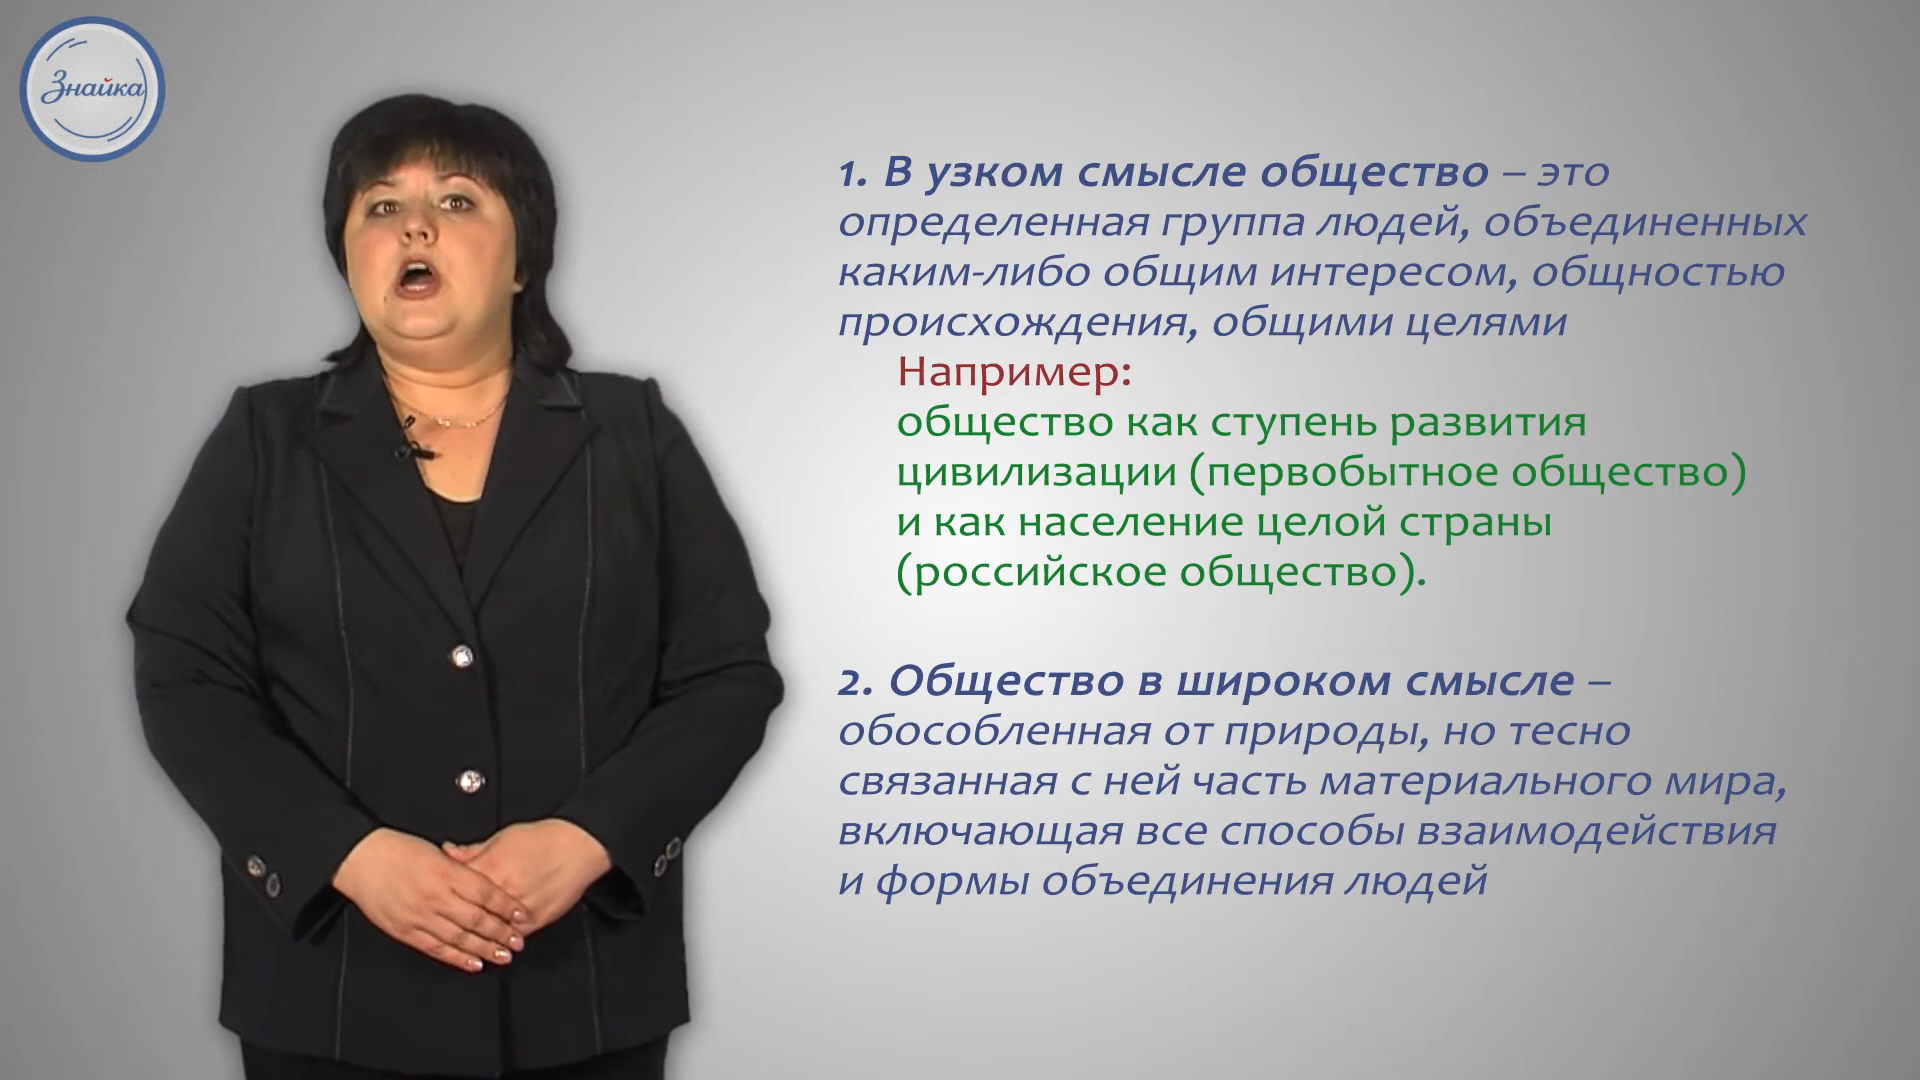 Знайка
1. В узком смысле общество – это
определенная группа людей, объединенных
каким-либо общим интересом, общностью
происхождения, общими целями
Например:
общество как ступень развития
цивилизации (первобытное общество)
и как население целой страны
(российское общество).
2. Общество в широком смысле –
обособленная от природы, но тесно
связанная с ней часть материального мира,
включающая все способы взаимодействия
и формы объединения людей